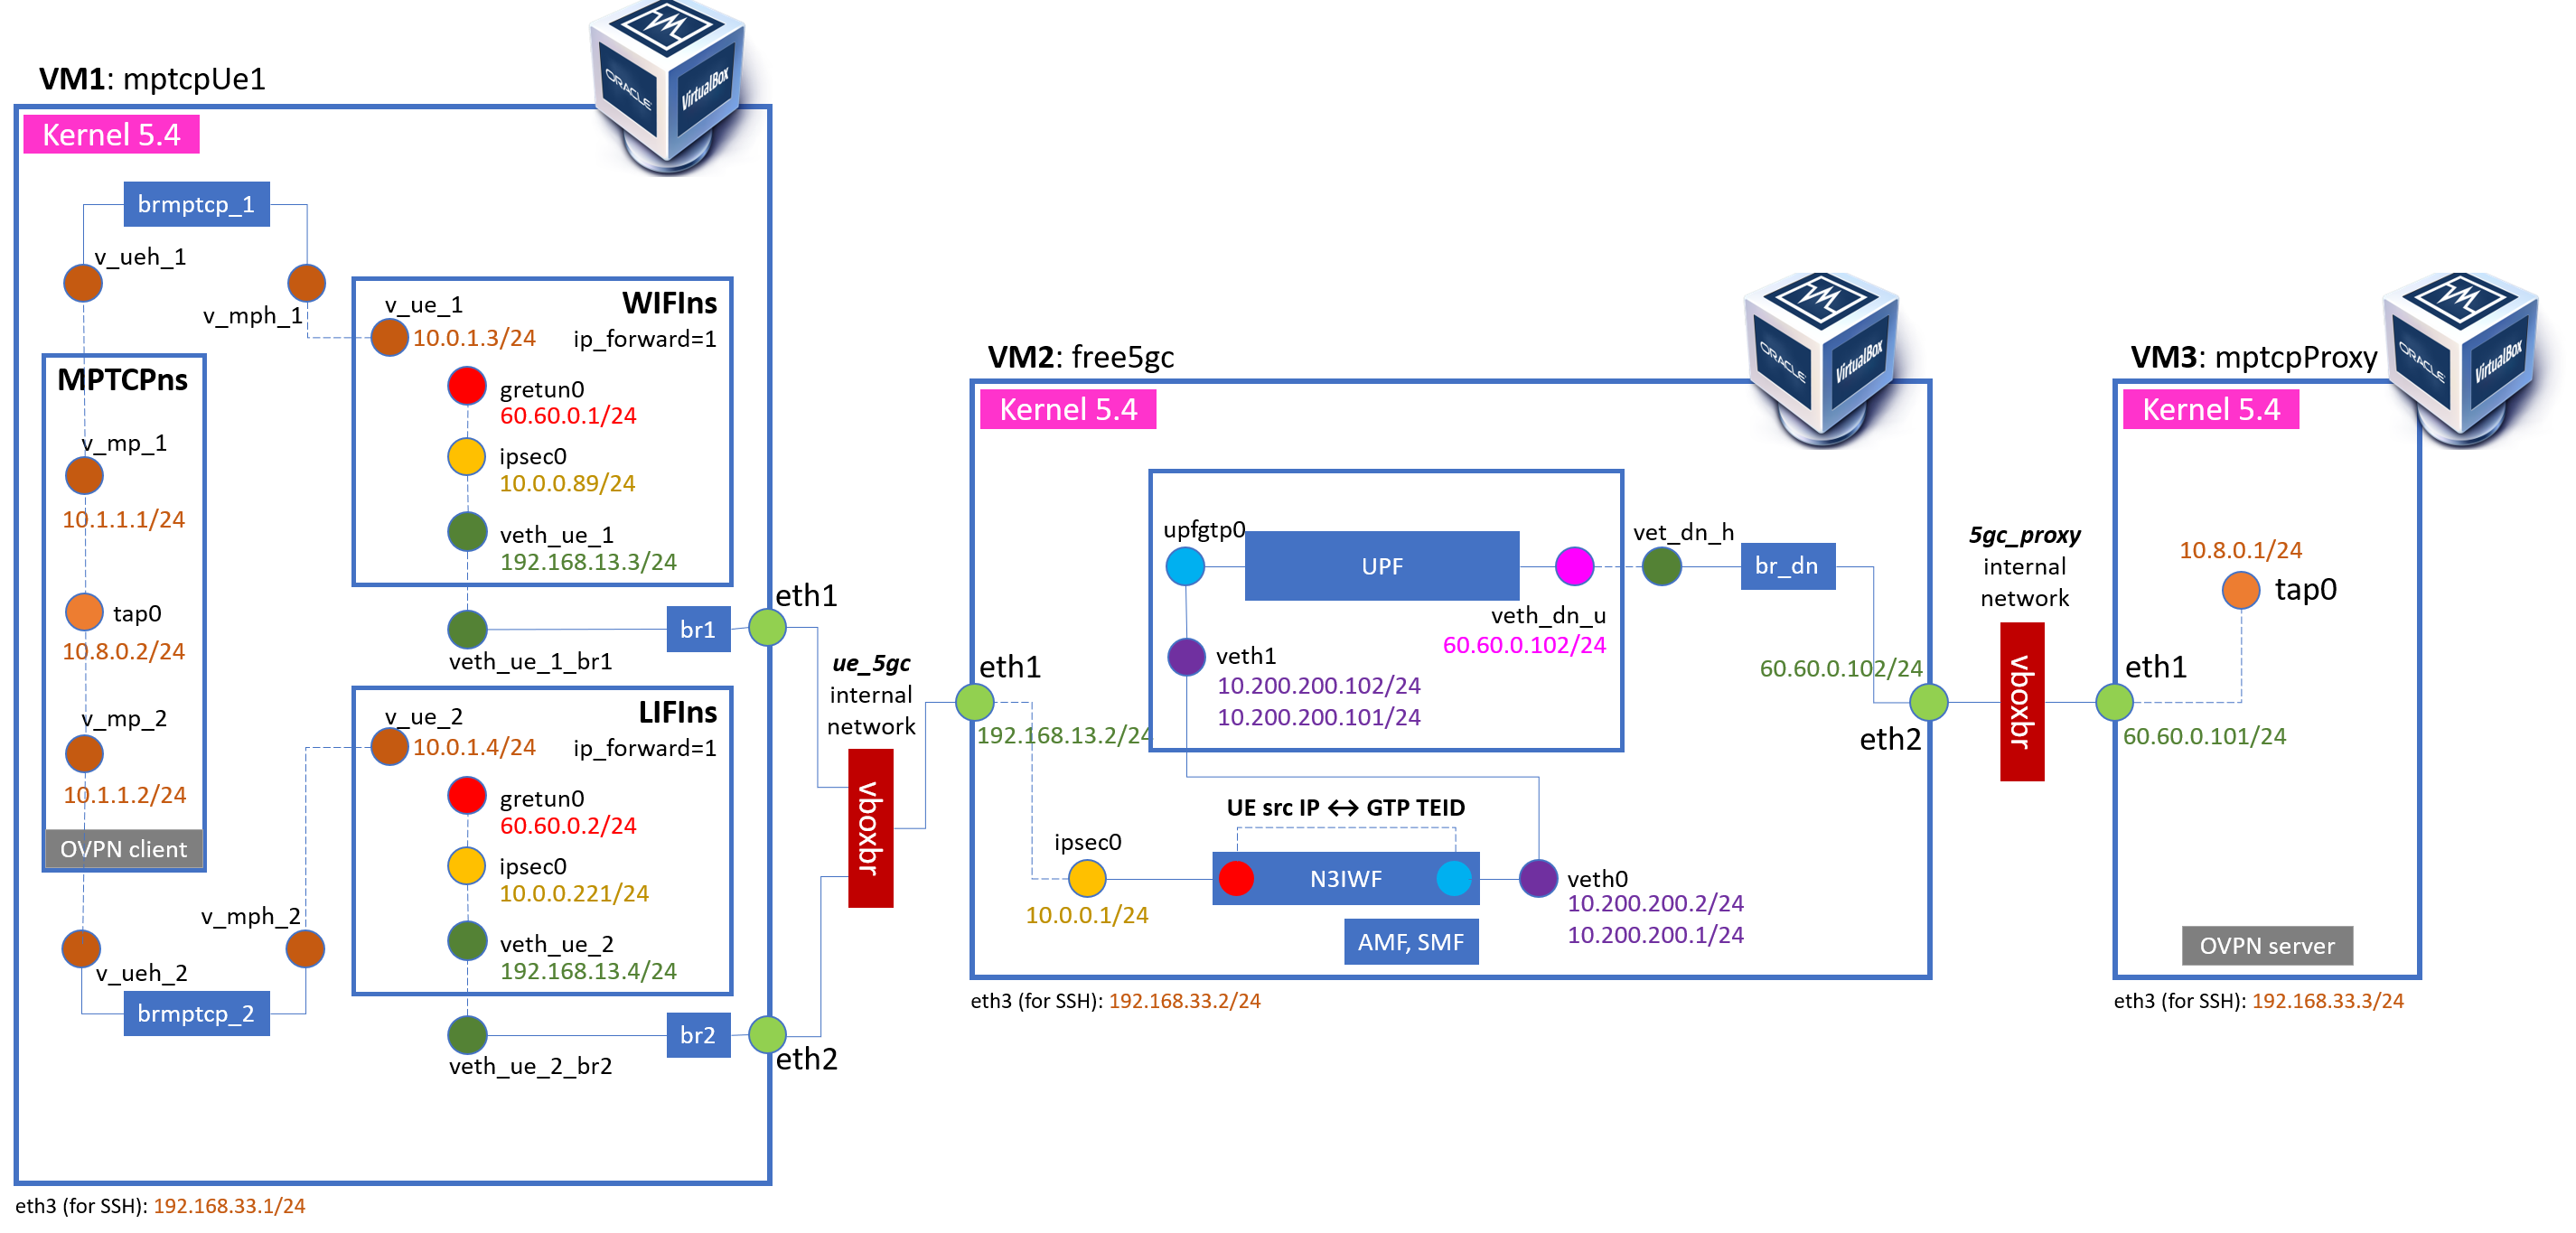 VM1: mptcpUe1
ORACLE
VirtualBox
Kernel 5.4
brmptcp_1
v_ueh_1
v_mph_1
MPTCPns
v_mp_1
10.1.1.1/24
tap0
10.8.0.2/24
v_mp_2
10.1.1.2/24
OVPN client
v_mph_2
v_ueh_2
brmptcp_2
v_ue_1
WIFIns
10.0.1.3/24
ip_forward=1
gretun0
60.60.0.1/24
ipsec0
10.0.0.89/24
veth_ue_1
192.168.13.3/24
eth1
br1
veth_ue_1_br1
v_ue_2
LIFIns
10.0.1.4/24
ip_forward=1
gretun0
60.60.0.2/24
ipsec0
10.0.0.221/24
veth_ue_2
192.168.13.4/24
br2
eth2
veth_ue_2_br2
eth3 (for SSH): 192.168.33.1/24
ue_5gc
internal
network
vboxbr
VM2: free5gc
ORACLE
VirtualBox
Kernel 5.4
eth1
192.168.13.2/24
upfgtp0
UPF
veth_dn_u
60.60.0.102/24
vet_dn_h
br_dn
veth1
10.200.200.102/24
10.200.200.101/24
60.60.0.102/24
eth2
UE src IP ↔ GTP TEID
ipsec0
10.0.0.1/24
N3IWF
veth0
10.200.200.2/24
10.200.200.1/24
AMF, SMF
eth3 (for SSH): 192.168.33.2/24
5gc_proxy
internal
network
vboxbr
VM3: mptcpProxy
ORACLE
VirtualBox
Kernel 5.4
10.8.0.1/24
tap0
eth1
60.60.0.101/24
OVPN server
eth3 (for SSH): 192.168.33.3/24